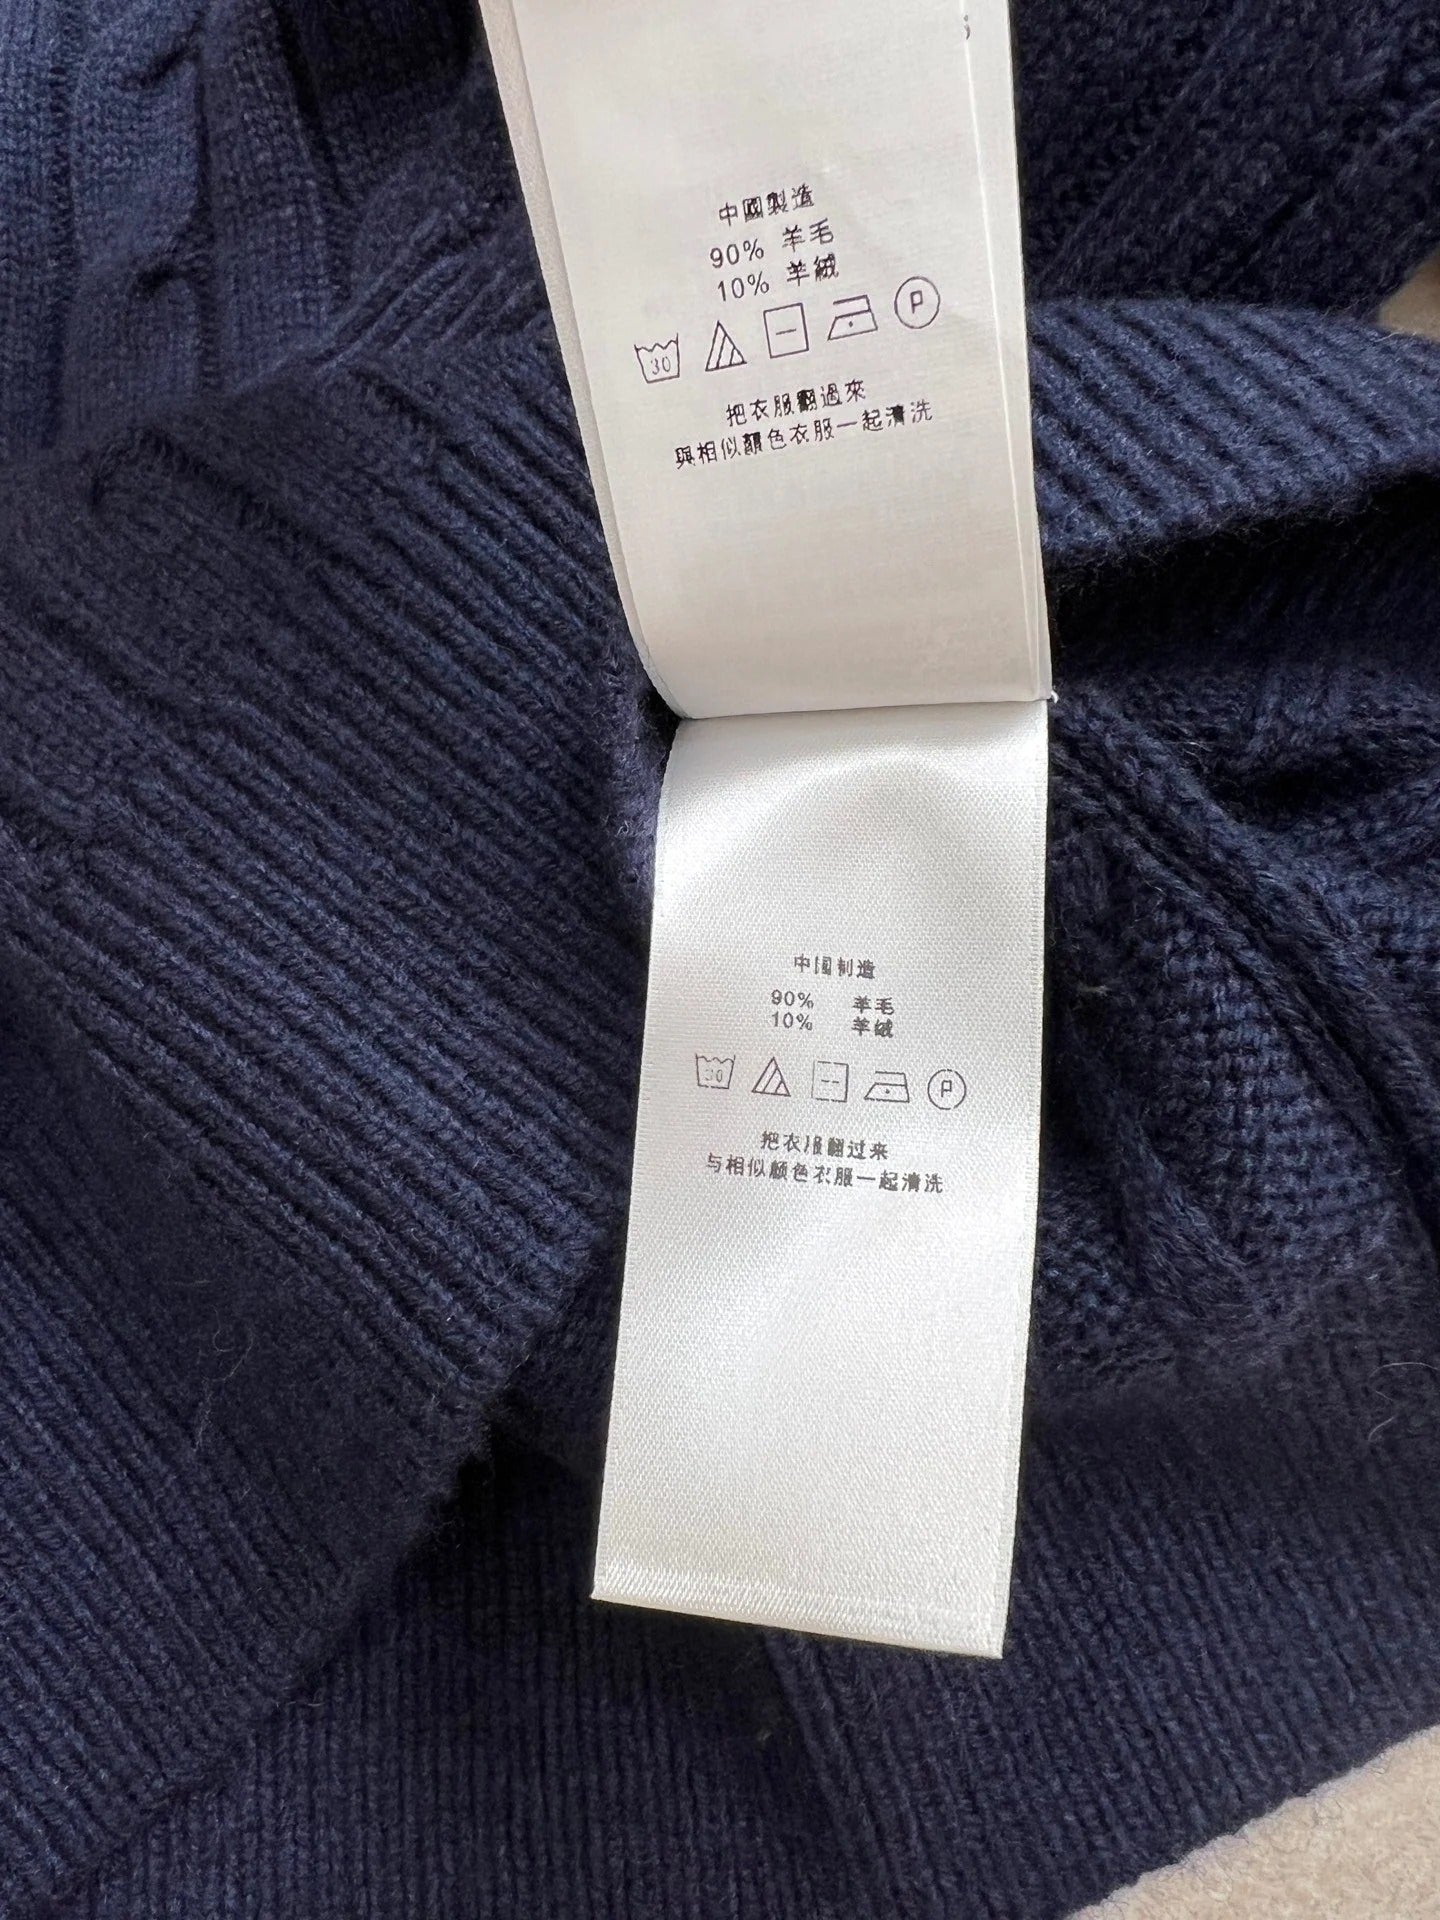 中國製造
90% 羊毛
10% 羊絨
30 P
把衣服翻過來
與相似顏色衣服一起清洗
中国制造
90% 羊毛
10% 羊绒
30 P
把衣服翻过来
与相似颜色衣服一起清洗